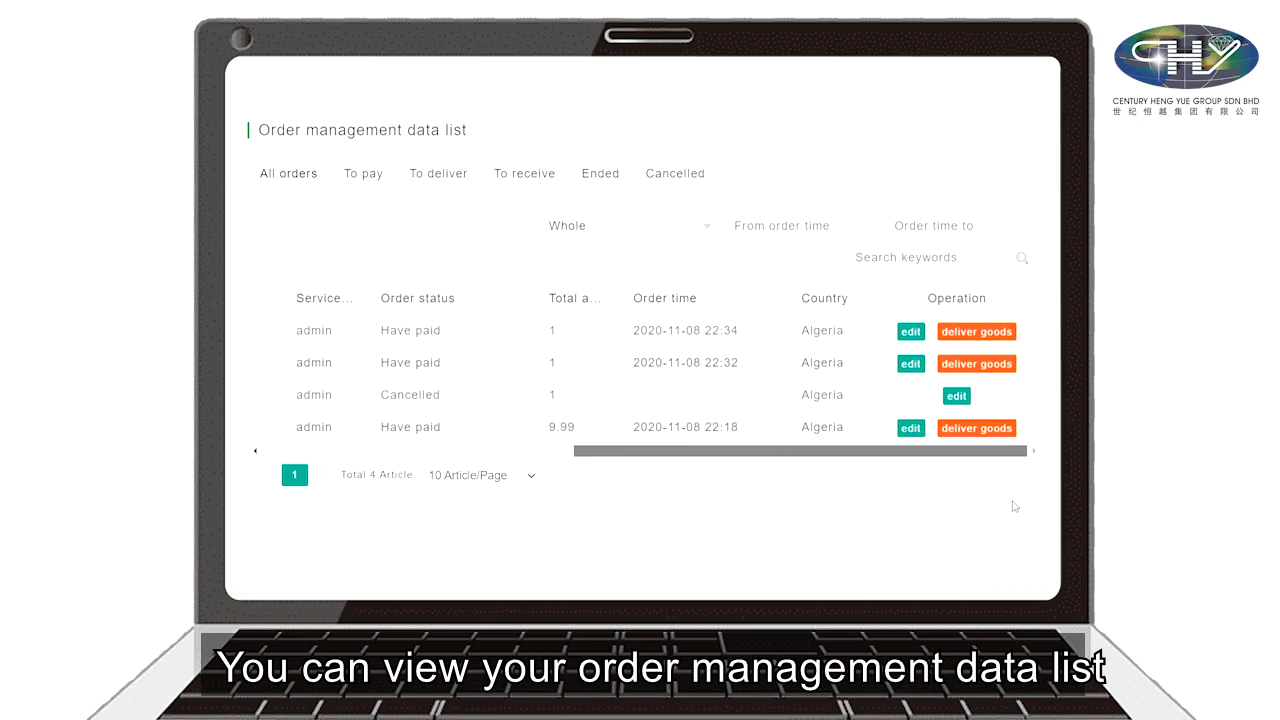 CHY
CENTURY HENG YUE GROUP SDN BHD
世纪恒越集团有限公司
Order management data list
All orders To pay To deliver To receive Ended Cancelled
Whole From order time Order time to
Search keywords
Service... Order status Total a... Order time Country Operation
admin Have paid 1 2020-11-08 22:34 Algeria edit deliver goods
admin Have paid 1 2020-11-08 22:32 Algeria edit deliver goods
admin Cancelled 1 Algeria edit
admin Have paid 9.99 2020-11-08 22:18 Algeria edit deliver goods
1 Total 4 Article 10 Article/Page
You can view your order management data list